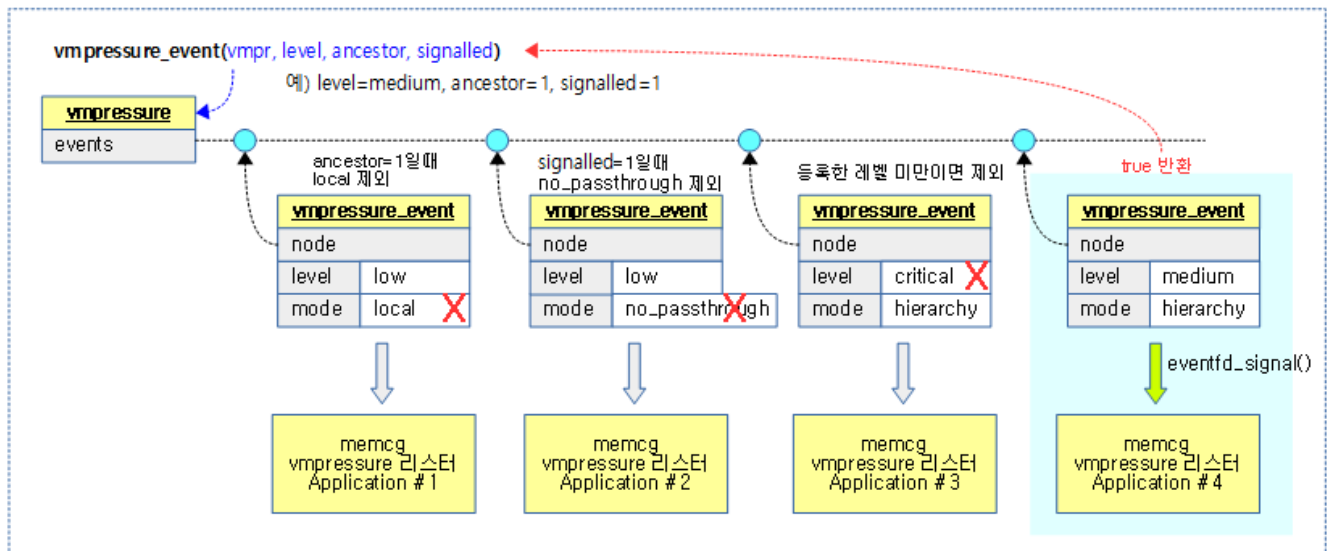 vmpressure_event(vmpr, level, ancestor, signalled)
예) level=medium, ancestor=1, signalled=1
vmpressure
events
ancestor=1일때
local 제외
signalled=1일때
no_passthrough 제외
등록한 레벨 미만이면 제외
true 반환
vmpressure_event
node
level low
mode local
vmpressure_event
node
level low
mode no_passthrough
vmpressure_event
node
level critical
mode hierarchy
vmpressure_event
node
level medium
mode hierarchy
eventfd_signal()
memcg
vmpressure 리스터
Application #1
memcg
vmpressure 리스터
Application #2
memcg
vmpressure 리스터
Application #3
memcg
vmpressure 리스터
Application #4